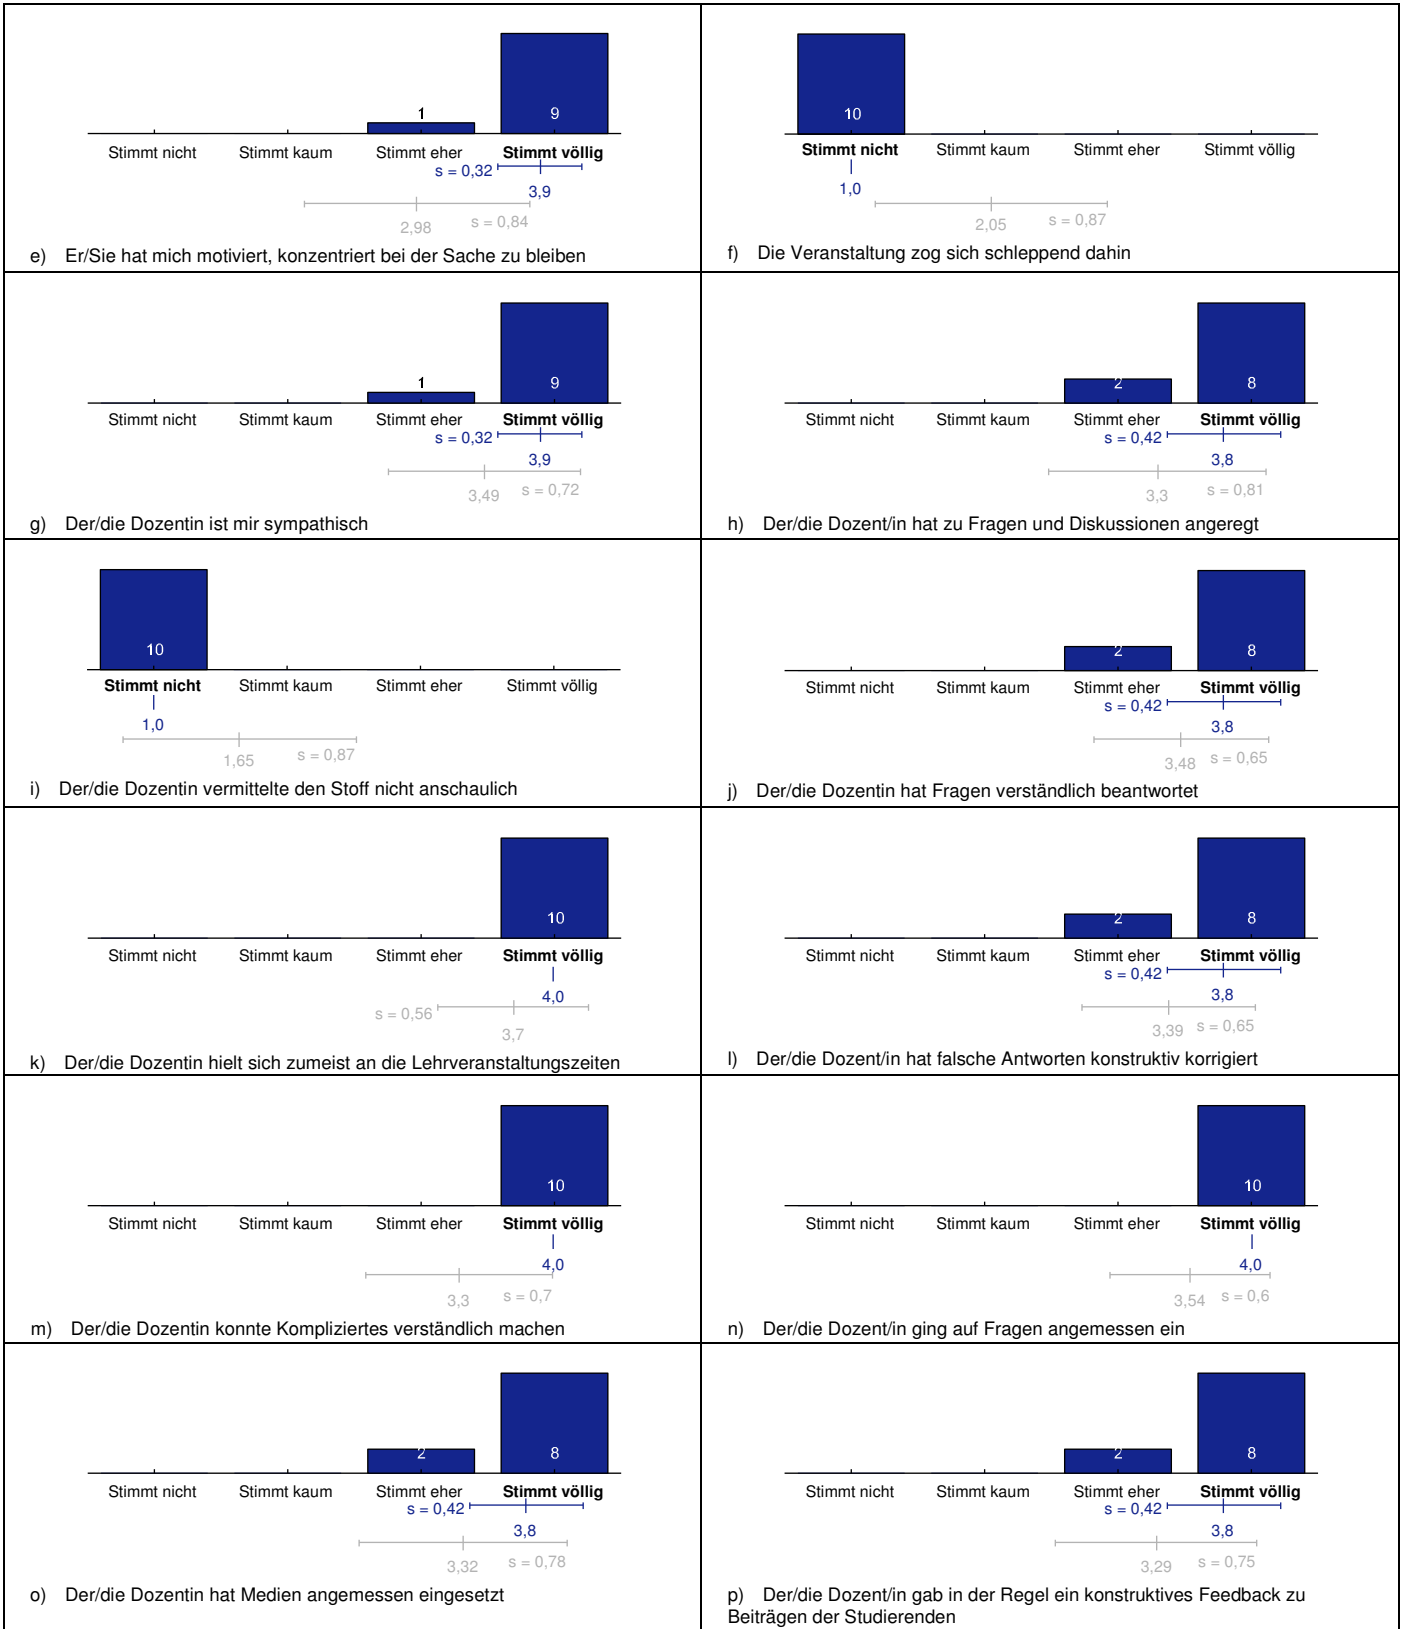 1
9
Stimmt nicht Stimmt kaum Stimmt eher Stimmt völlig
s = 0,32
3,9
2,98 s = 0,84
e) Er/Sie hat mich motiviert, konzentriert bei der Sache zu bleiben
10
Stimmt nicht Stimmt kaum Stimmt eher Stimmt völlig
1,0
2,05 s = 0,87
f) Die Veranstaltung zog sich schleppend dahin
1
9
Stimmt nicht Stimmt kaum Stimmt eher Stimmt völlig
s = 0,32
3,9
3,49 s = 0,72
g) Der/die Dozentin ist mir sympathisch
2 8
Stimmt nicht Stimmt kaum Stimmt eher Stimmt völlig
s = 0,42
3,8
3,3 s = 0,81
h) Der/die Dozent/in hat zu Fragen und Diskussionen angeregt
10
Stimmt nicht Stimmt kaum Stimmt eher Stimmt völlig
1,0
1,65 s = 0,87
i) Der/die Dozentin vermittelte den Stoff nicht anschaulich
2 8
Stimmt nicht Stimmt kaum Stimmt eher Stimmt völlig
s = 0,42
3,8
3,48 s = 0,65
j) Der/die Dozentin hat Fragen verständlich beantwortet
10
Stimmt nicht Stimmt kaum Stimmt eher Stimmt völlig
4,0
s = 0,56
3,7
k) Der/die Dozentin hielt sich zumeist an die Lehrveranstaltungszeiten
2 8
Stimmt nicht Stimmt kaum Stimmt eher Stimmt völlig
s = 0,42
3,8
3,39 s = 0,65
l) Der/die Dozent/in hat falsche Antworten konstruktiv korrigiert
10
Stimmt nicht Stimmt kaum Stimmt eher Stimmt völlig
4,0
3,3 s = 0,7
m) Der/die Dozentin konnte Kompliziertes verständlich machen
10
Stimmt nicht Stimmt kaum Stimmt eher Stimmt völlig
4,0
3,54 s = 0,6
n) Der/die Dozent/in ging auf Fragen angemessen ein
2 8
Stimmt nicht Stimmt kaum Stimmt eher Stimmt völlig
s = 0,42
3,8
3,32 s = 0,78
o) Der/die Dozentin hat Medien angemessen eingesetzt
2 8
Stimmt nicht Stimmt kaum Stimmt eher Stimmt völlig
s = 0,42
3,8
3,29 s = 0,75
p) Der/die Dozent/in gab in der Regel ein konstruktives Feedback zu
Beiträgen der Studierenden